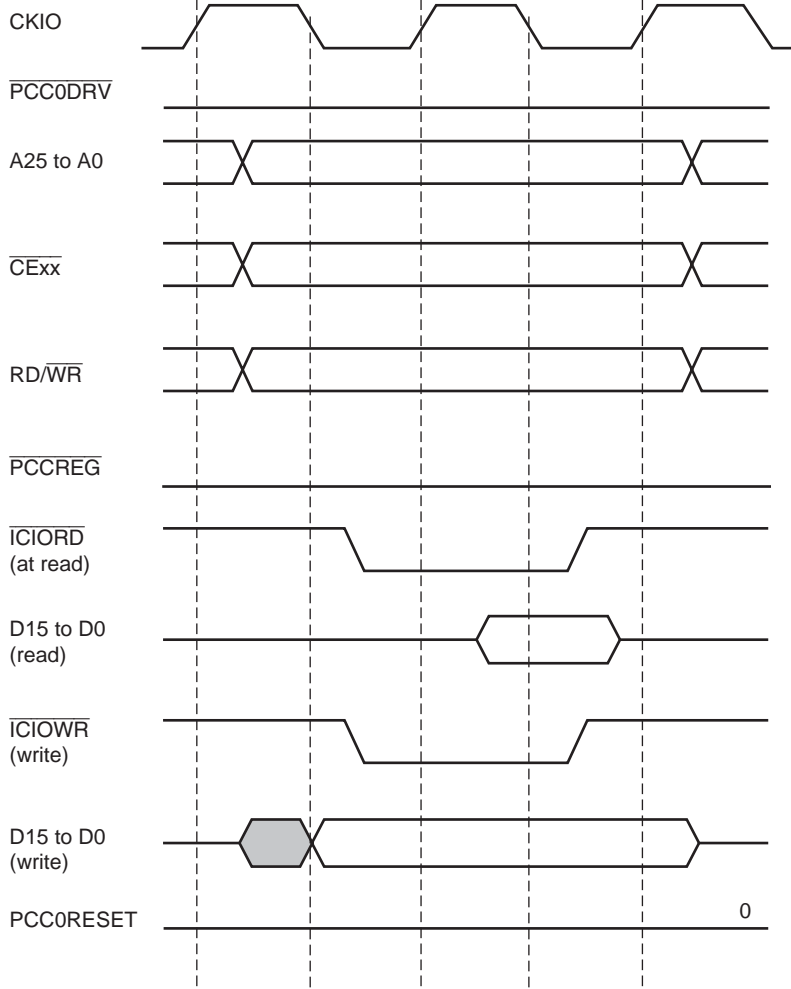 CKIO
PCC0DRV
A25 to A0
CExx
RD/WR
PCCREG
ICIORD
(at read)
D15 to D0
(read)
ICIOWR
(write)
D15 to D0
(write)
PCC0RESET
0